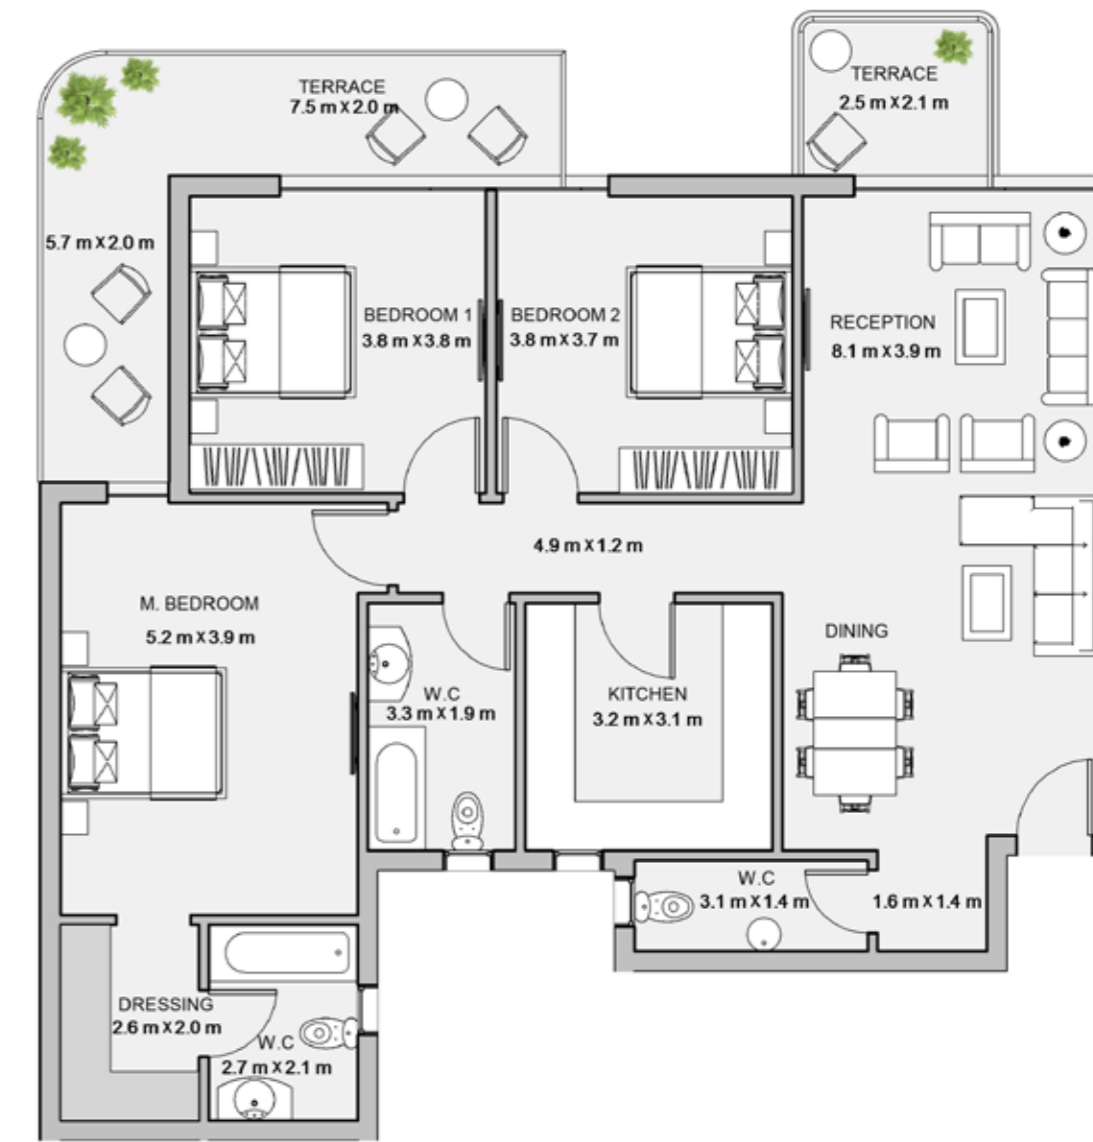 TERRACE
7.5 m X 2.0 m
TERRACE
2.5 m X 2.1 m
5.7 m X 2.0 m
BEDROOM 1
3.8 m X 3.8 m
BEDROOM 2
3.8 m X 3.7 m
RECEPTION
8.1 m X 3.9 m
4.9 m X 1.2 m
M. BEDROOM
5.2 m X 3.9 m
DINING
W.C
3.3 m X 1.9 m
KITCHEN
3.2 m X 3.1 m
W.C
3.1 m X 1.4 m
1.6 m X 1.4 m
DRESSING
2.6 m X 2.0 m
W.C
2.7 m X 2.1 m